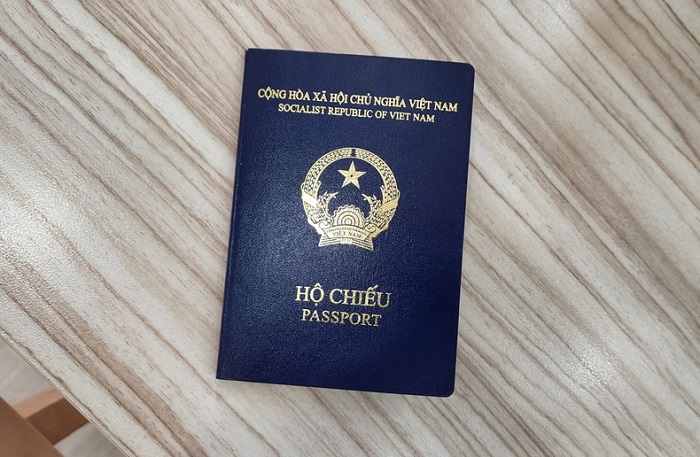 CỘNG HÒA XÃ HỘI CHỦ NGHĨA VIỆT NAM
SOCIALIST REPUBLIC OF VIET NAM
VIỆT NAM
HỘ CHIẾU
PASSPORT